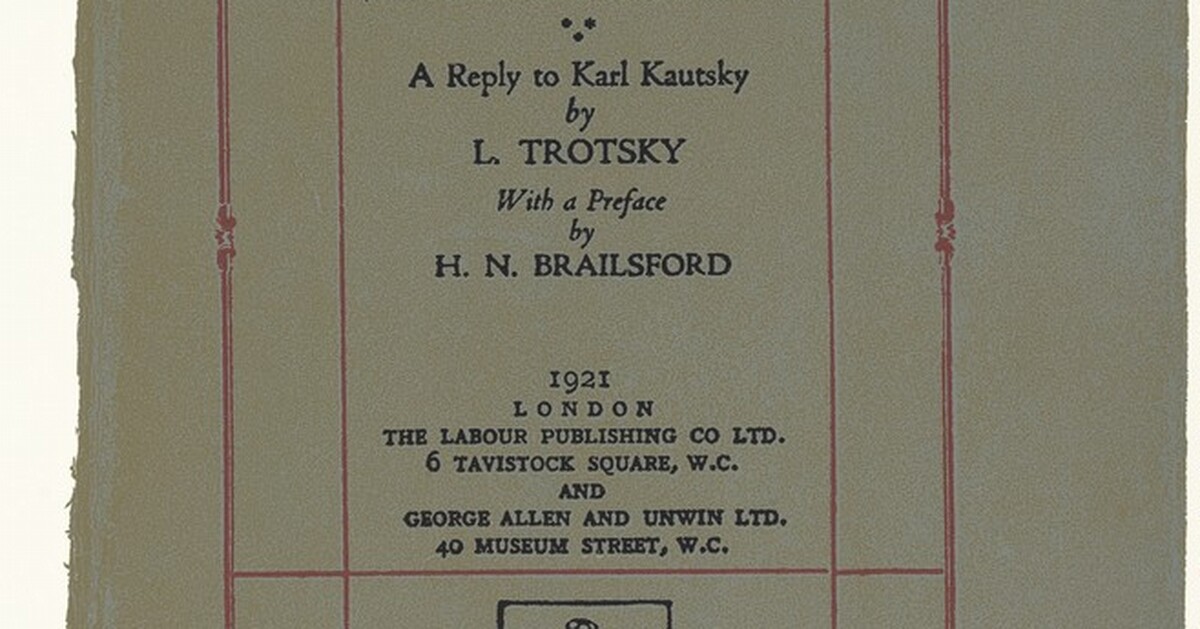 A Reply to Karl Kautsky
by
L. TROTSKY
With a Preface
by
H. N. BRAILSFORD
1921
LONDON
THE LABOUR PUBLISHING CO LTD.
6 TAVISTOCK SQUARE, W.C.
AND
GEORGE ALLEN AND UNWIN LTD.
40 MUSEUM STREET, W.C.